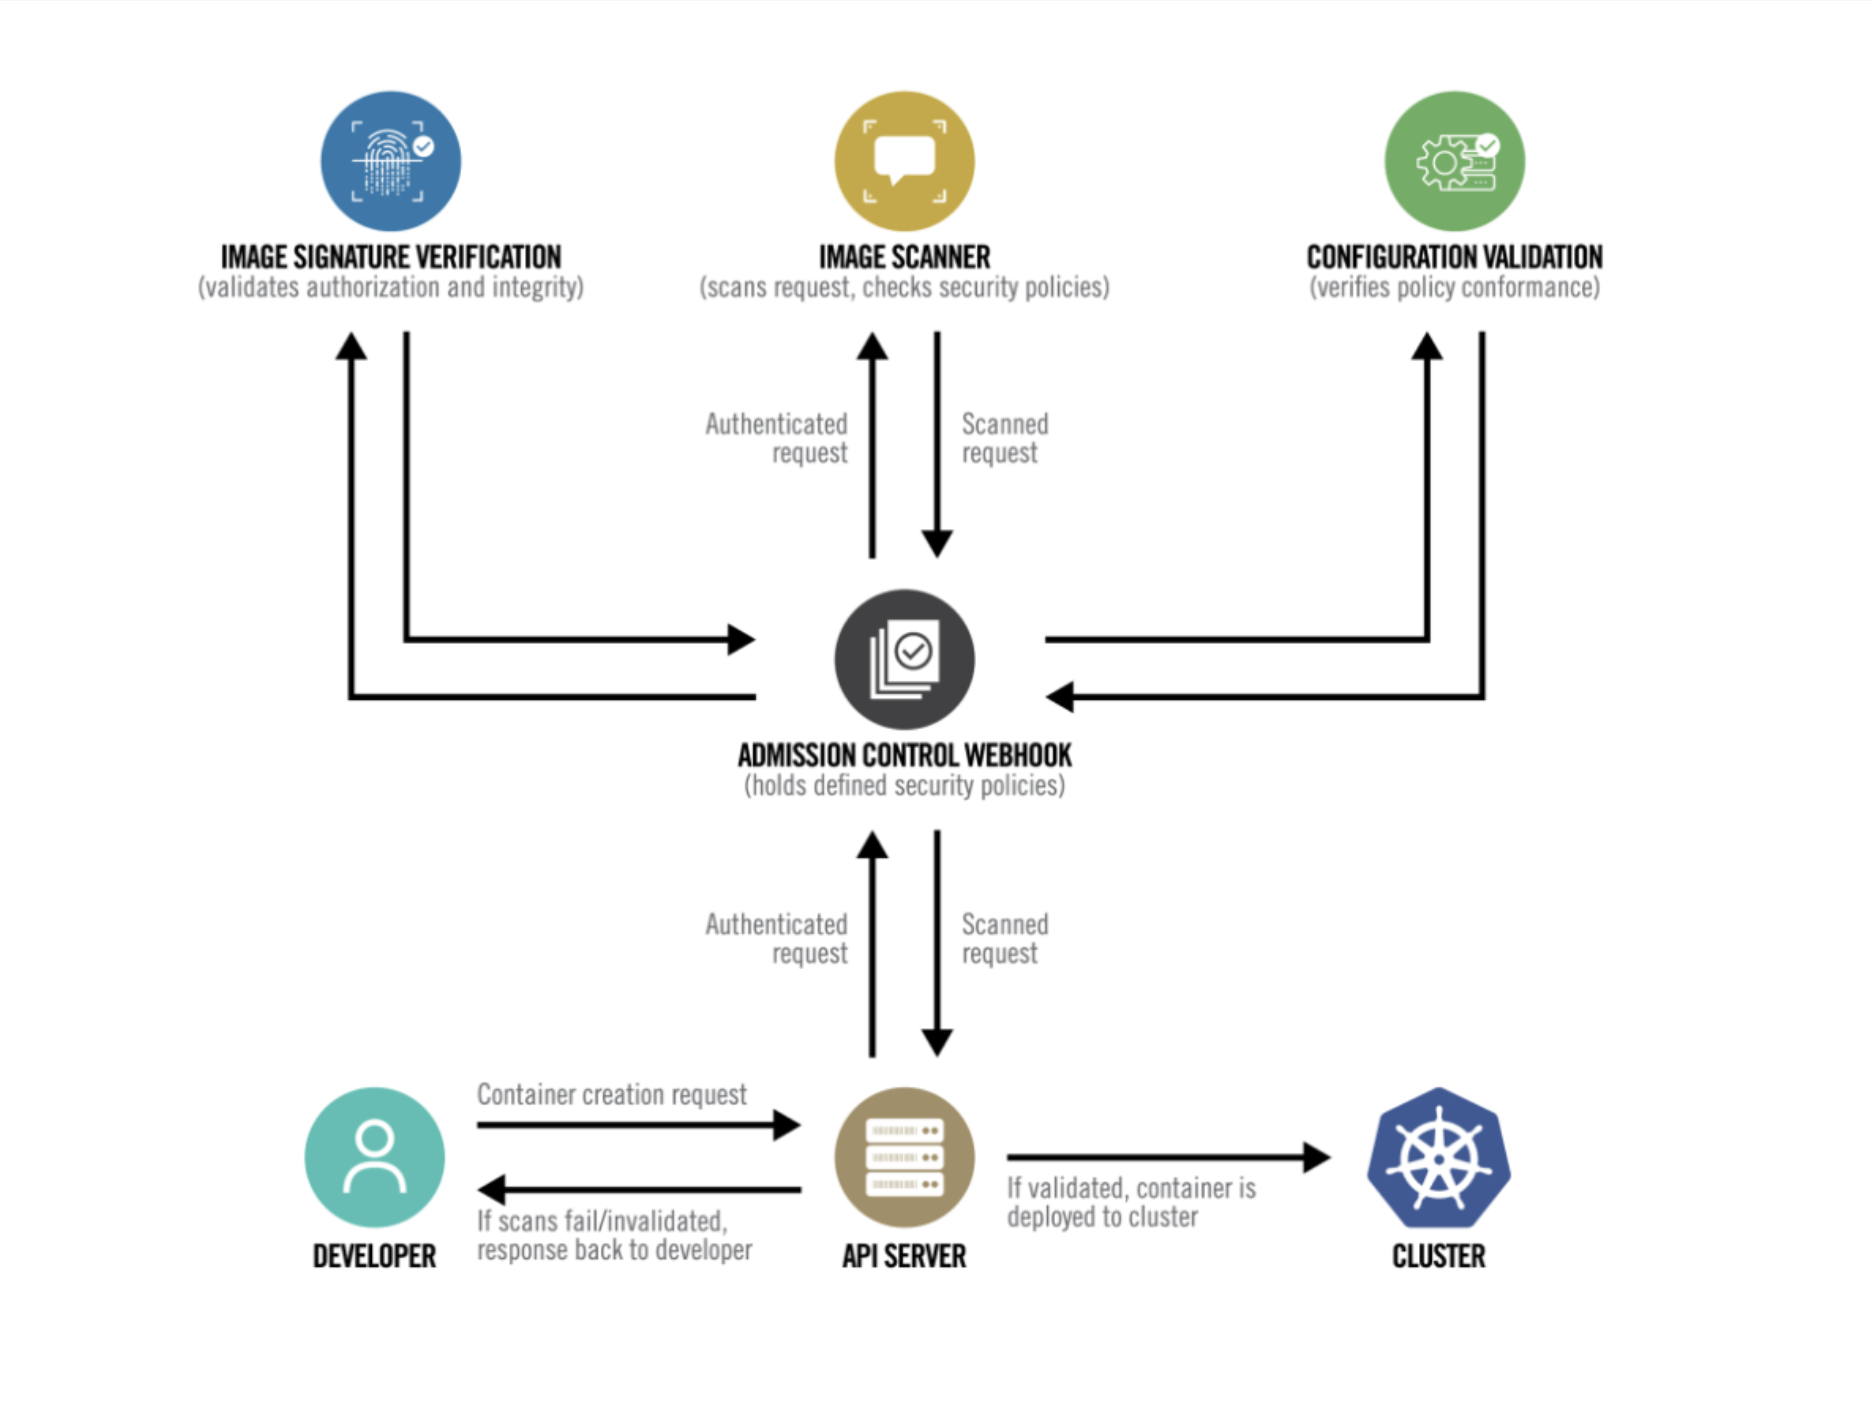 IMAGE SIGNATURE VERIFICATION
(validates authorization and integrity)
IMAGE SCANNER
(scans request, checks security policies)
CONFIGURATION VALIDATION
(verifies policy conformance)
Authenticated
request
Scanned
request
ADMISSION CONTROL WEBHOOK
(holds defined security policies)
Authenticated
request
Scanned
request
Container creation request
If scans fail/invalidated,
response back to developer
If validated, container is
deployed to cluster
DEVELOPER
API SERVER
CLUSTER